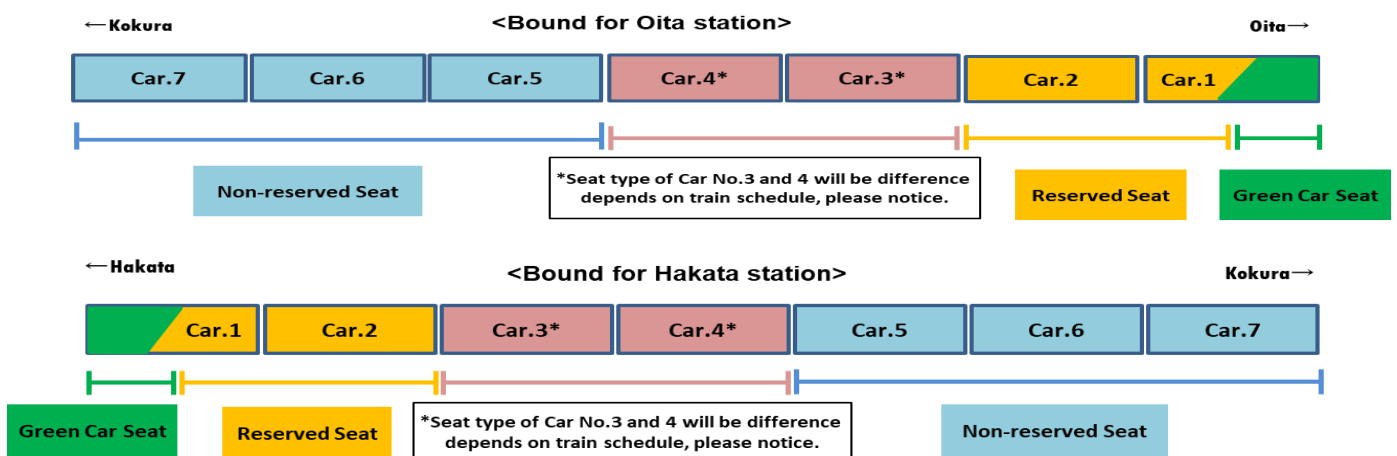 ←Kokura <Bound for Oita station> Oita→
Car.7 Car.6 Car.5 Car.4* Car.3* Car.2 Car.1
Non-reserved Seat
*Seat type of Car No.3 and 4 will be difference
depends on train schedule, please notice.
Reserved Seat
Green Car Seat
←Hakata <Bound for Hakata station> Kokura→
Car.1 Car.2 Car.3* Car.4* Car.5 Car.6 Car.7
Green Car Seat
Reserved Seat
*Seat type of Car No.3 and 4 will be difference
depends on train schedule, please notice.
Non-reserved Seat